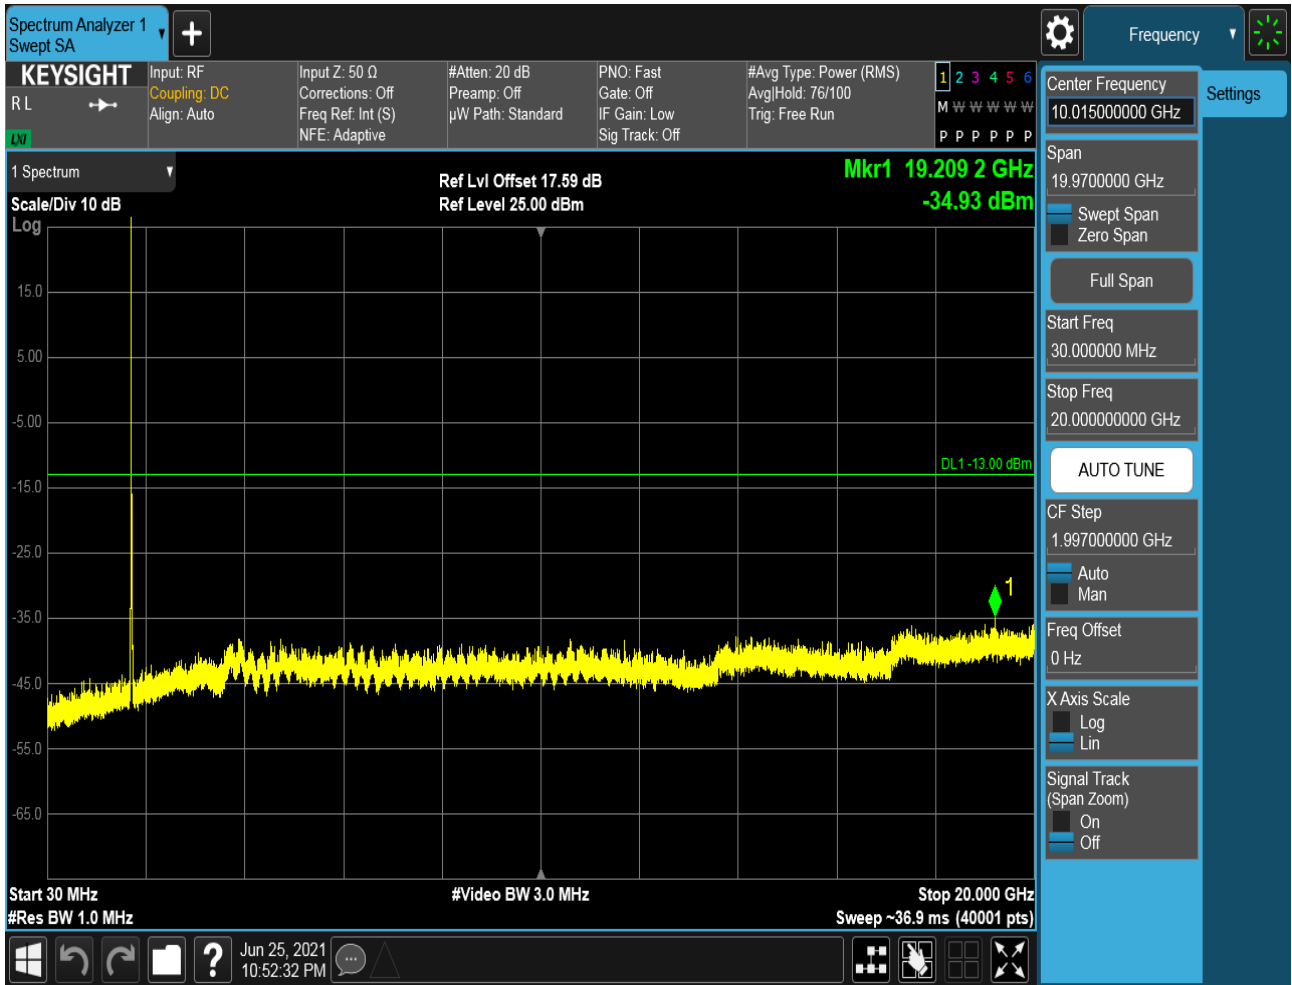 Spectrum Analyzer 1
Swept SA
Frequency
KEYSIGHT
R L
LXI
Input: RF
Coupling: DC
Align: Auto
Input Z: 50 Ω
Corrections: Off
Freq Ref: Int (S)
NFE: Adaptive
#Atten: 20 dB
Preamp: Off
µW Path: Standard
PNO: Fast
Gate: Off
IF Gain: Low
Sig Track: Off
#Avg Type: Power (RMS)
Avg|Hold: 76/100
Trig: Free Run
1 2 3 4 5 6
M W W W W W
P P P P P P
1 Spectrum
Scale/Div 10 dB
Log
Ref Lvl Offset 17.59 dB
Ref Level 25.00 dBm
Mkr1 19.209 2 GHz
-34.93 dBm
15.0
5.00
-5.00
-15.0
-25.0
-35.0
-45.0
-55.0
-65.0
DL1 -13.00 dBm
1
Start 30 MHz
#Res BW 1.0 MHz
#Video BW 3.0 MHz
Stop 20.000 GHz
Sweep ~36.9 ms (40001 pts)
Center Frequency
10.015000000 GHz
Span
19.9700000 GHz
Swept Span
Zero Span
Full Span
Start Freq
30.000000 MHz
Stop Freq
20.000000000 GHz
AUTO TUNE
CF Step
1.997000000 GHz
Auto
Man
Freq Offset
0 Hz
X Axis Scale
Log
Lin
Signal Track
(Span Zoom)
On
Off
Settings
?
Jun 25, 2021
10:52:32 PM